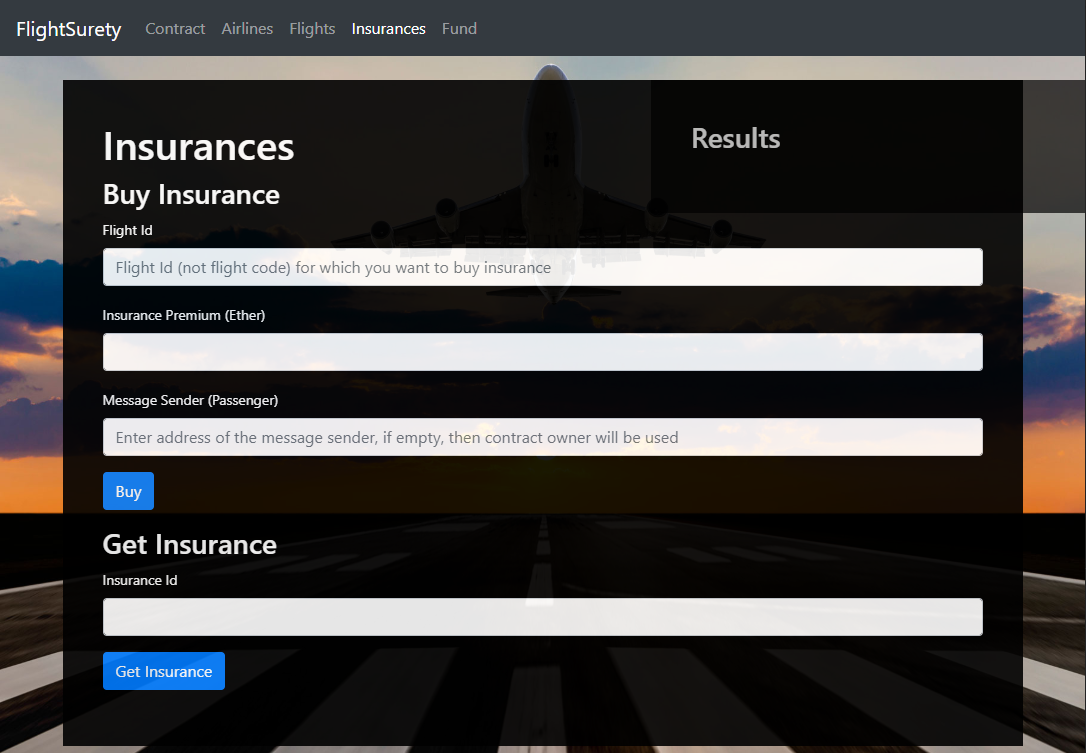 FlightSurety Contract Airlines Flights Insurances Fund
Results
Insurances
Buy Insurance
Flight Id
Flight Id (not flight code) for which you want to buy insurance
Insurance Premium (Ether)
Message Sender (Passenger)
Enter address of the message sender, if empty, then contract owner will be used
Buy
Get Insurance
Insurance Id
Get Insurance